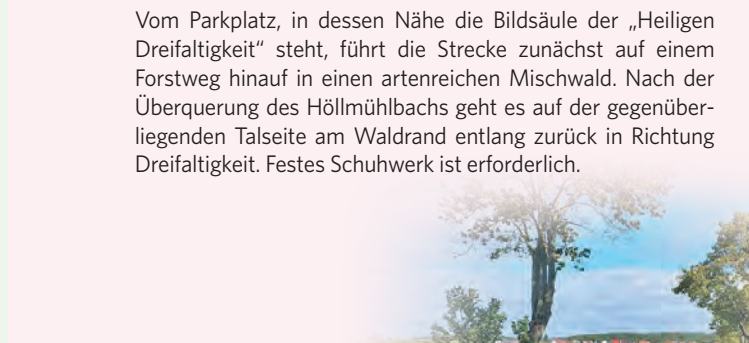 Vom Parkplatz, in dessen Nähe die Bildsäule der „Heiligen
Dreifaltigkeit“ steht, führt die Strecke zunächst auf einem
Forstweg hinauf in einen artenreichen Mischwald. Nach der
Überquerung des Höllmühlbachs geht es auf der gegenüber-
liegenden Talseite am Waldrand entlang zurück in Richtung
Dreifaltigkeit. Festes Schuhwerk ist erforderlich.